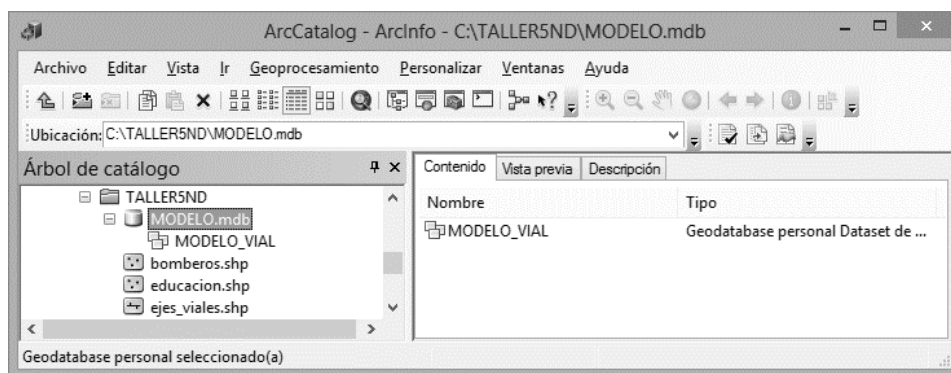 ArcCatalog - ArcInfo - C:\TALLER5ND\MODELO.mdb
Archivo Editar Vista Ir Geoprocesamiento Personalizar Ventanas Ayuda
Ubicación: C:\TALLER5ND\MODELO.mdb
Árbol de catálogo
TALLER5ND
MODELO.mdb
MODELO_VIAL
bomberos.shp
educacion.shp
ejes_viales.shp
Contenido Vista previa Descripción
Nombre Tipo
MODELO_VIAL Geodatabase personal Dataset de ...
Geodatabase personal seleccionado(a)